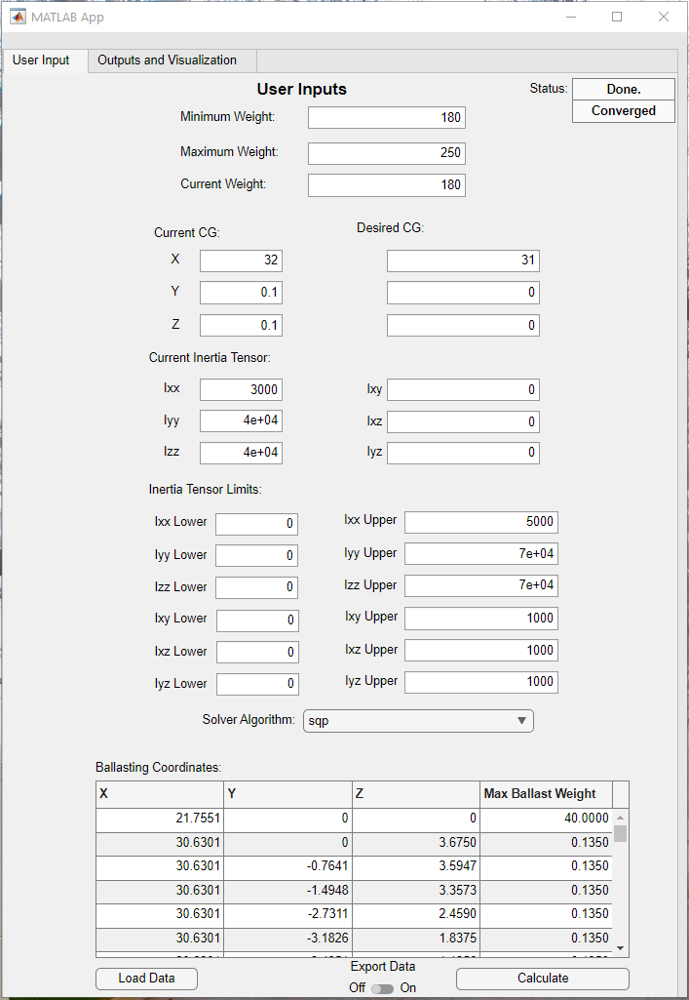 MATLAB App
User Input
Outputs and Visualization
User Inputs
Status:
Done.
Converged
Minimum Weight:
180
Maximum Weight:
250
Current Weight:
180
Current CG:
Desired CG:
X 32 31
Y 0.1 0
Z 0.1 0
Current Inertia Tensor:
Ixx 3000 Ixy 0
Iyy 4e+04 Ixz 0
Izz 4e+04 Iyz 0
Inertia Tensor Limits:
Ixx Lower 0 Ixx Upper 5000
Iyy Lower 0 Iyy Upper 7e+04
Izz Lower 0 Izz Upper 7e+04
Ixy Lower 0 Ixy Upper 1000
Ixz Lower 0 Ixz Upper 1000
Iyz Lower 0 Iyz Upper 1000
Solver Algorithm: sqp
Ballasting Coordinates:
X Y Z Max Ballast Weight
21.7551 0 0 40.0000
30.6301 0 3.6750 0.1350
30.6301 -0.7641 3.5947 0.1350
30.6301 -1.4948 3.3573 0.1350
30.6301 -2.7311 2.4590 0.1350
30.6301 -3.1826 1.8375 0.1350
Load Data
Export Data
Off On
Calculate